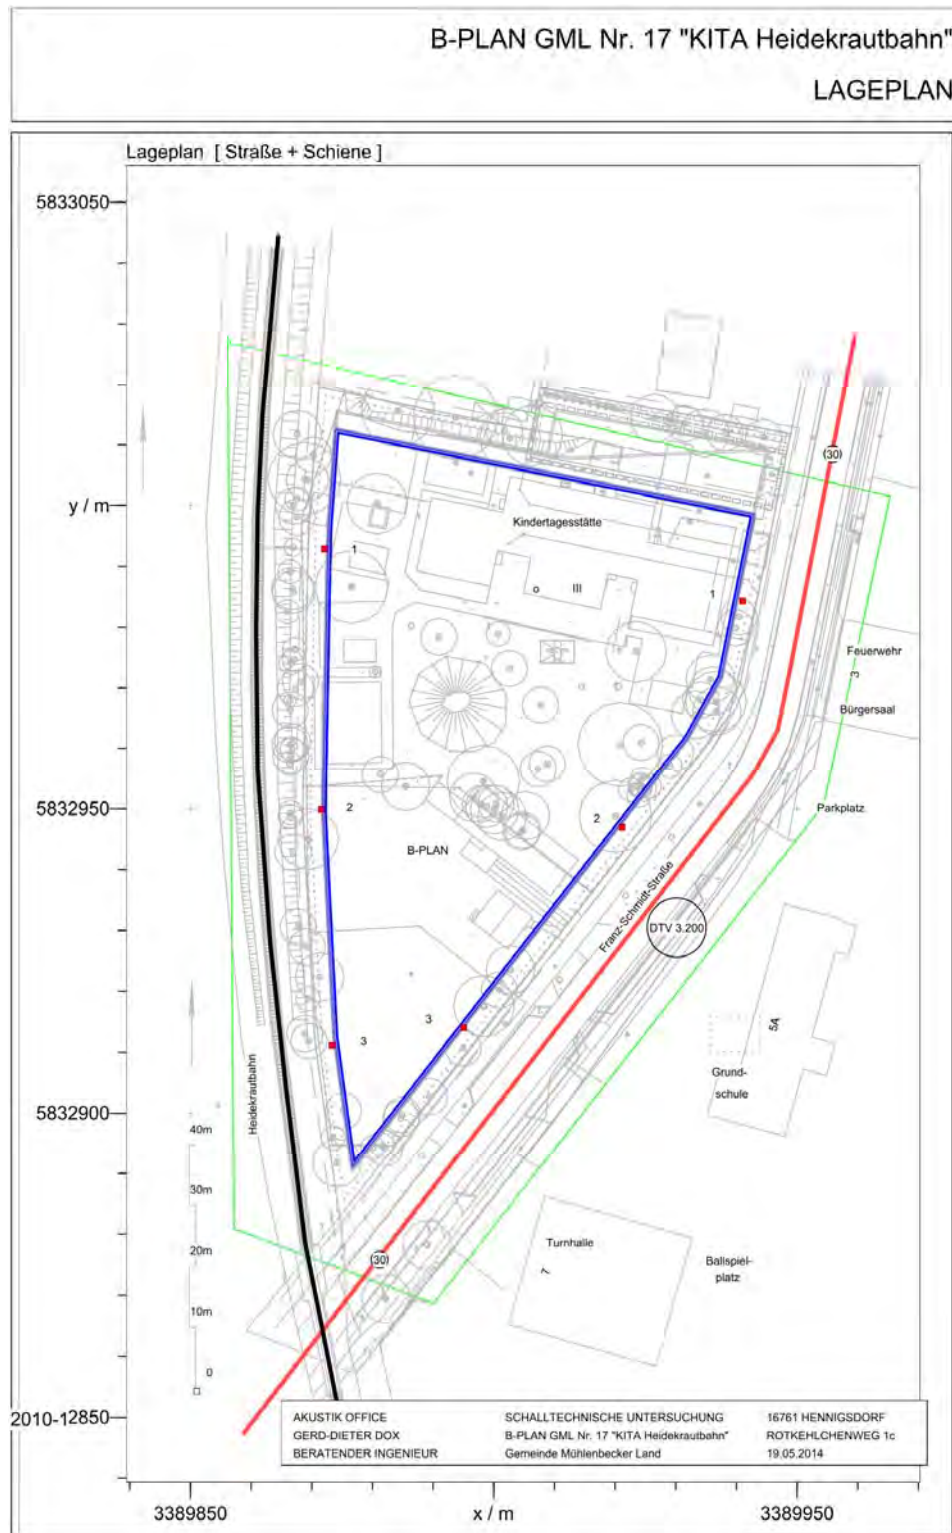 B-PLAN GML Nr. 17 "KITA Heidekrautbahn"
LAGEPLAN
Lageplan [ Straße + Schiene ]
5833050
(30)
y / m
Kindertagesstätte
1
III
1
Feuerwehr
3
Bürgersaal
2
5832950
Parkplatz
2
B-PLAN
Franz-Schmidt-Straße
DTV 3.200
3
5A
3
Grund-
schule
Heidekrautbahn
5832900
40m
30m
20m
Turnhalle
(30)
Ballspiel-
platz
7
10m
0
2010-12850
AKUSTIK OFFICE SCHALLTECHNISCHE UNTERSUCHUNG 16761 HENNIGSDORF
GERD-DIETER DOX B-PLAN GML Nr. 17 "KITA Heidekrautbahn" ROTKEHLCHENWEG 1c
BERATENDER INGENIEUR Gemeinde Mühlenbecker Land 19.05.2014
3389850 x / m 3389950